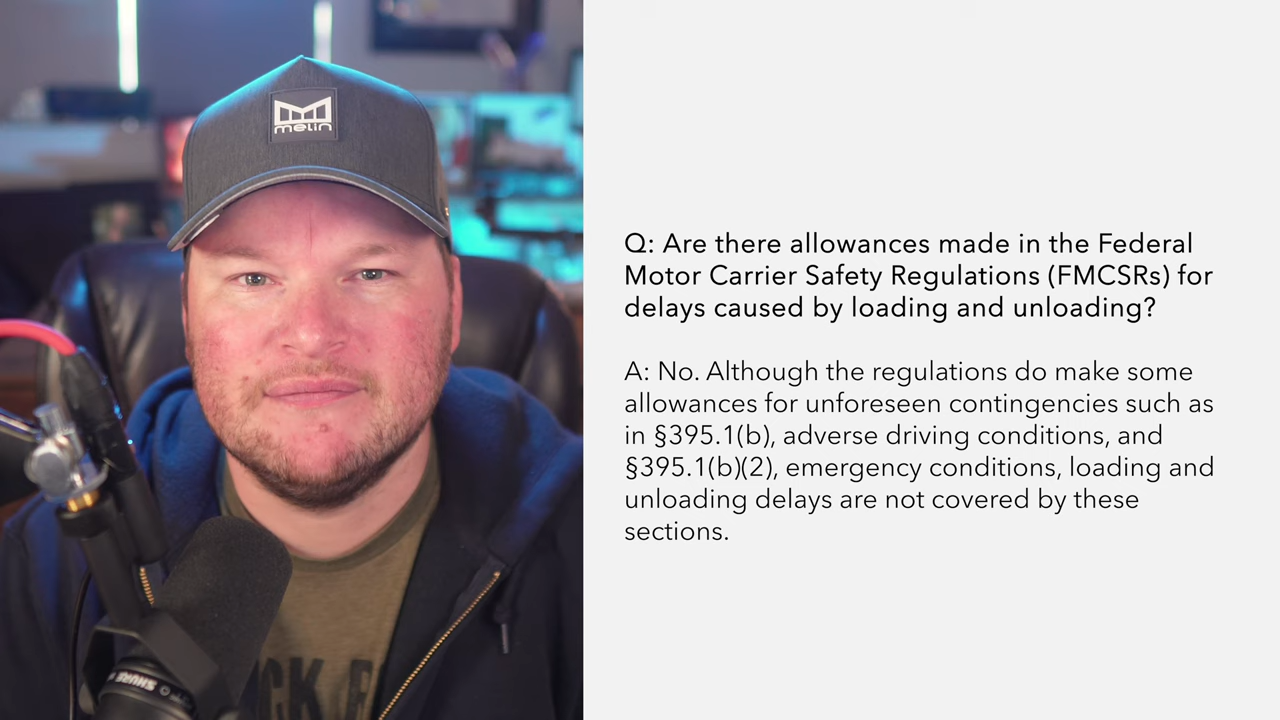 melin
Q: Are there allowances made in the Federal
Motor Carrier Safety Regulations (FMCSRs) for
delays caused by loading and unloading?
A: No. Although the regulations do make some
allowances for unforeseen contingencies such as
in §395.1(b), adverse driving conditions, and
§395.1(b)(2), emergency conditions, loading and
unloading delays are not covered by these
sections.
SHURE